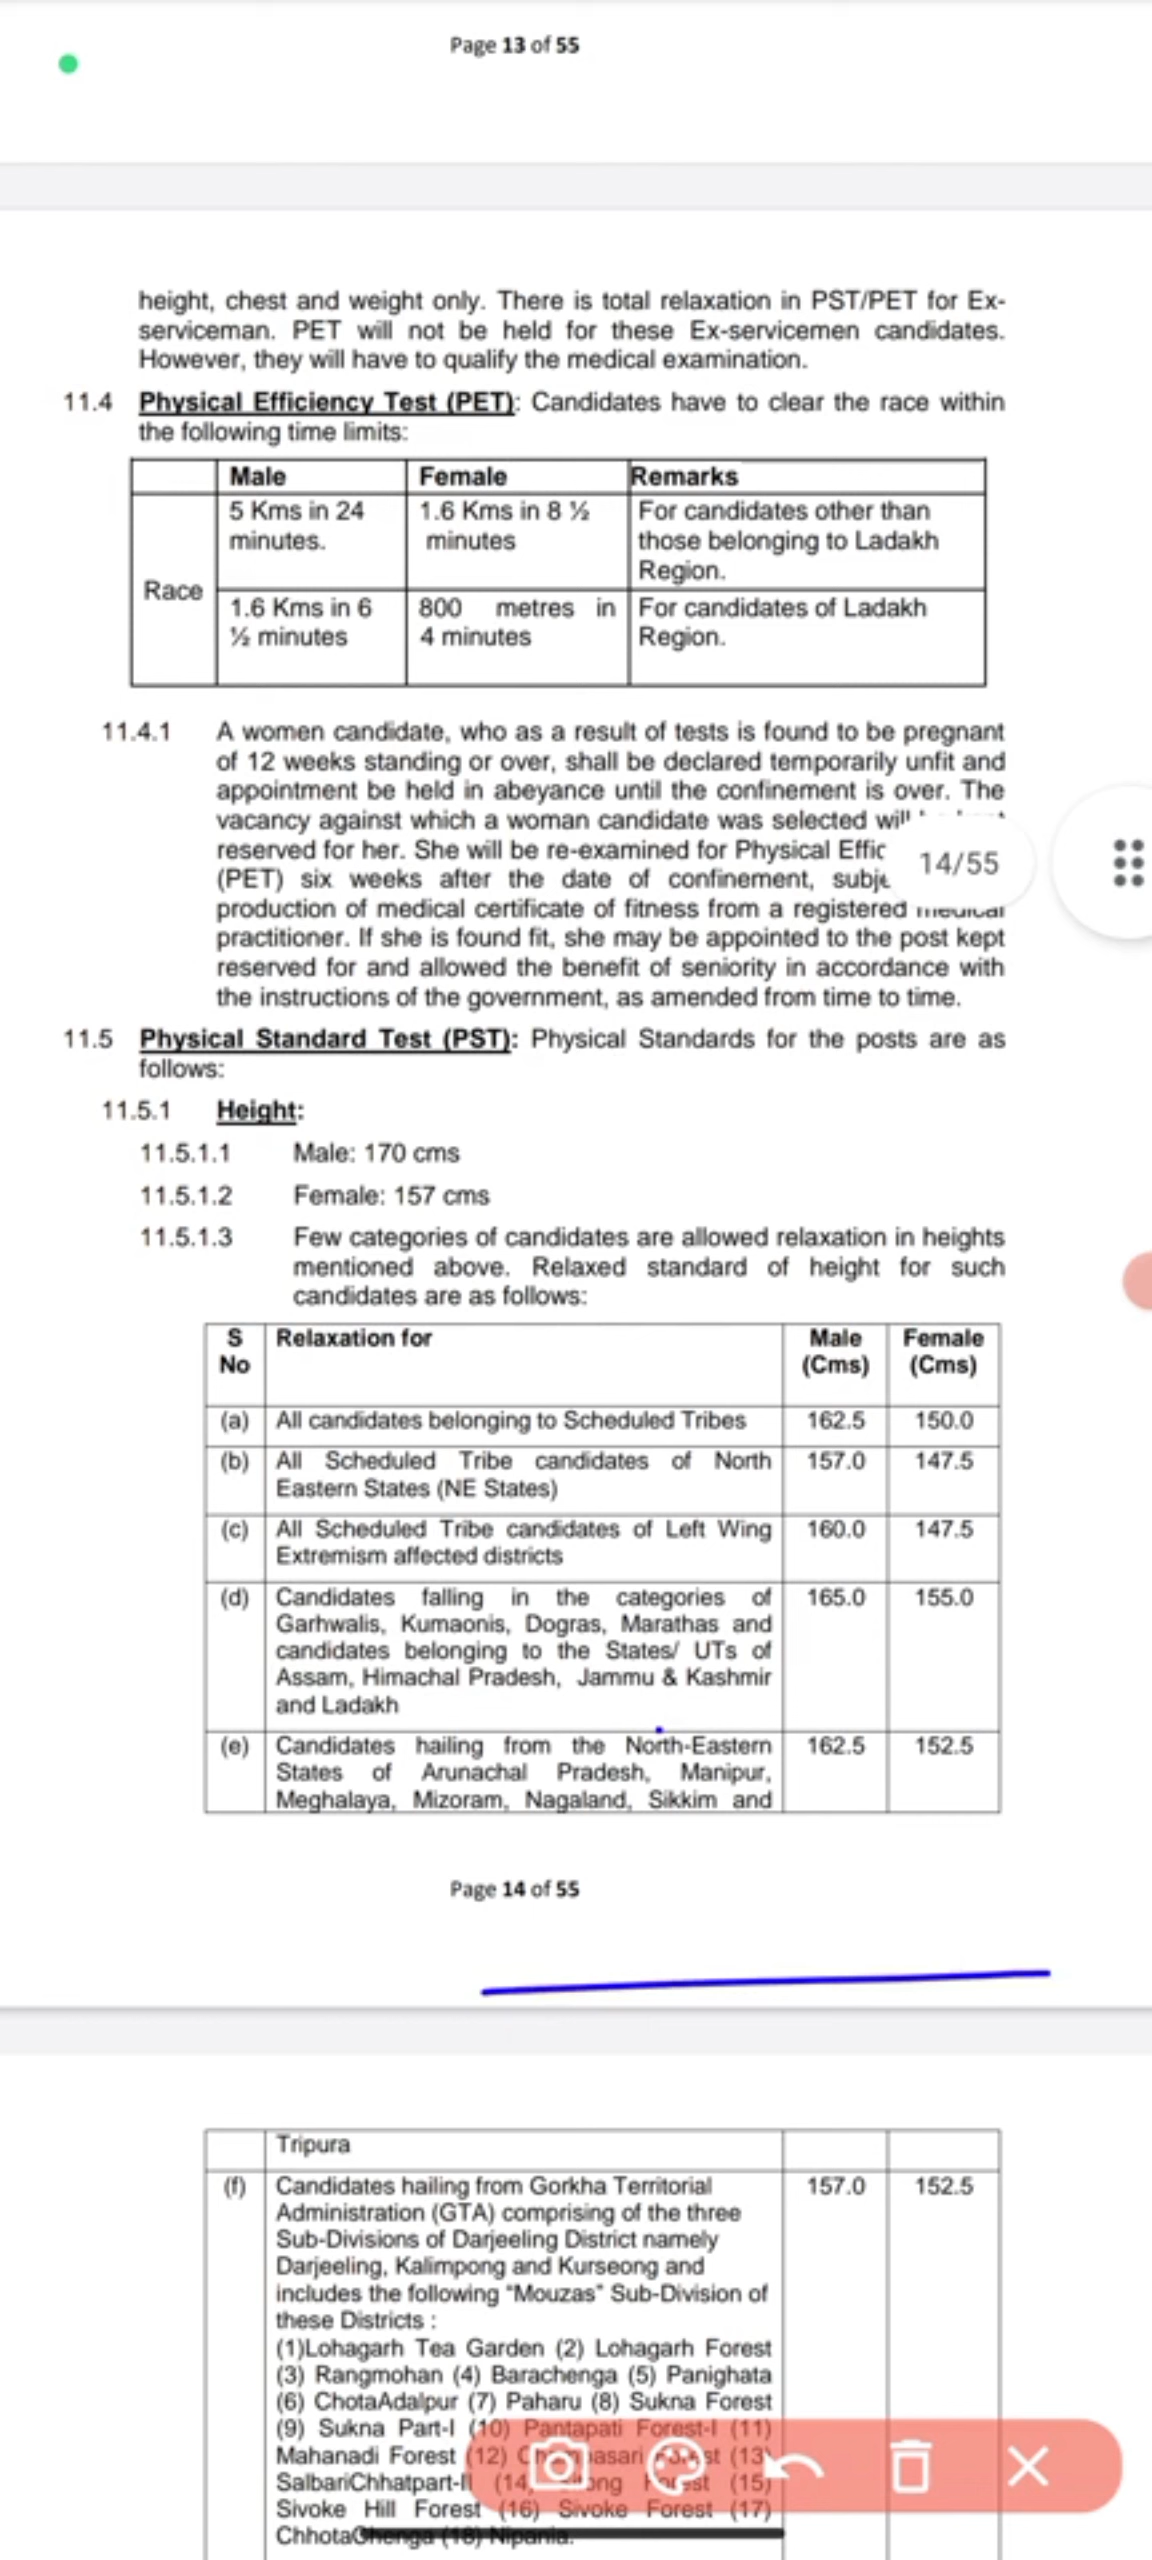 Page 13 of 55
height, chest and weight only. There is total relaxation in PST/PET for Ex-
serviceman. PET will not be held for these Ex-servicemen candidates.
However, they will have to qualify the medical examination.
11.4 Physical Efficiency Test (PET): Candidates have to clear the race within
the following time limits:
Male Female Remarks
Race
5 Kms in 24 minutes. 1.6 Kms in 8 ½ minutes For candidates other than those belonging to Ladakh Region.
1.6 Kms in 6 ½ minutes 800 metres in 4 minutes For candidates of Ladakh Region.
11.4.1 A women candidate, who as a result of tests is found to be pregnant
of 12 weeks standing or over, shall be declared temporarily unfit and
appointment be held in abeyance until the confinement is over. The
vacancy against which a woman candidate was selected will
reserved for her. She will be re-examined for Physical
14/55
(PET) six weeks after the date of confinement,
production of medical certificate of fitness from a registered medical
practitioner. If she is found fit, she may be appointed to the post kept
reserved for and allowed the benefit of seniority in accordance with
the instructions of the government, as amended from time to time.
11.5 Physical Standard Test (PST): Physical Standards for the posts are as
follows:
11.5.1 Height:
11.5.1.1 Male: 170 cms
11.5.1.2 Female: 157 cms
11.5.1.3 Few categories of candidates are allowed relaxation in heights
mentioned above. Relaxed standard of height for such
candidates are as follows:
S No Relaxation for Male (Cms) Female (Cms)
(a) All candidates belonging to Scheduled Tribes 162.5 150.0
(b) All Scheduled Tribe candidates of North 157.0 147.5
Eastern States (NE States)
(c) All Scheduled Tribe candidates of Left Wing 160.0 147.5
Extremism affected districts
(d) Candidates falling in the categories of 165.0 155.0
Garhwalis, Kumaonis, Dogras, Marathas and
candidates belonging to the States/ UTs of
Assam, Himachal Pradesh, Jammu & Kashmir
and Ladakh
(e) Candidates hailing from the North-Eastern 162.5 152.5
States of Arunachal Pradesh, Manipur,
Meghalaya, Mizoram, Nagaland, Sikkim and
Page 14 of 55
Tripura
(f) Candidates hailing from Gorkha Territorial 157.0 152.5
Administration (GTA) comprising of the three
Sub-Divisions of Darjeeling District namely
Darjeeling, Kalimpong and Kurseong and
includes the following "Mouzas" Sub-Division of
these Districts :
(1)Lohagarh Tea Garden (2) Lohagarh Forest
(3) Rangmohan (4) Barachenga (5) Panighata
(6) ChotaAdalpur (7) Paharu (8) Sukna Forest
(9) Sukna Part-I (10) Pantapati Forest-I (11)
Mahanadi Forest (12) (13)
SalbariChhatpart-II (14) (15)
Sivoke Hill Forest (16) Sivoke Forest (17)
ChhotaChenga (18) Nipania.